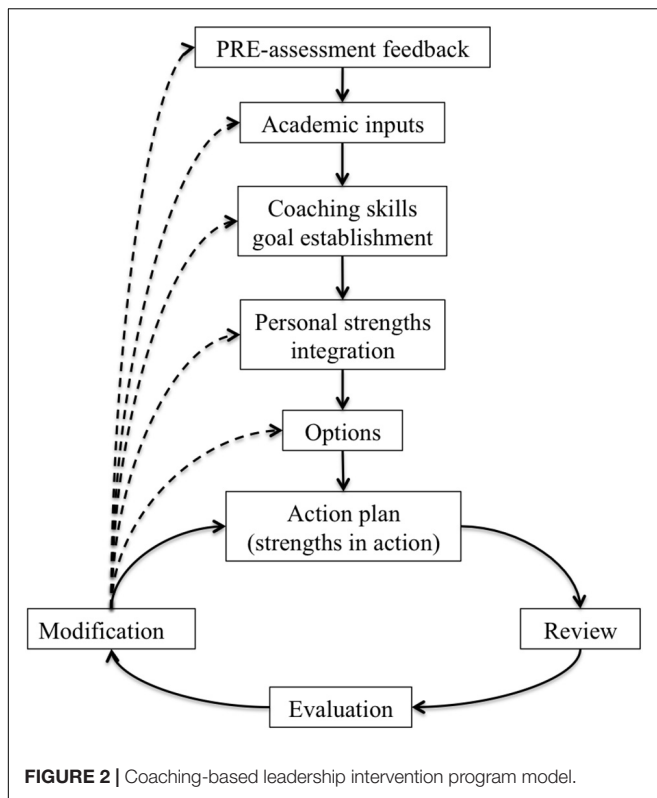 PRE-assessment feedback
Academic inputs
Coaching skills
goal establishment
Personal strengths
integration
Options
Action plan
(strengths in action)
Modification
Review
Evaluation
FIGURE 2 | Coaching-based leadership intervention program model.